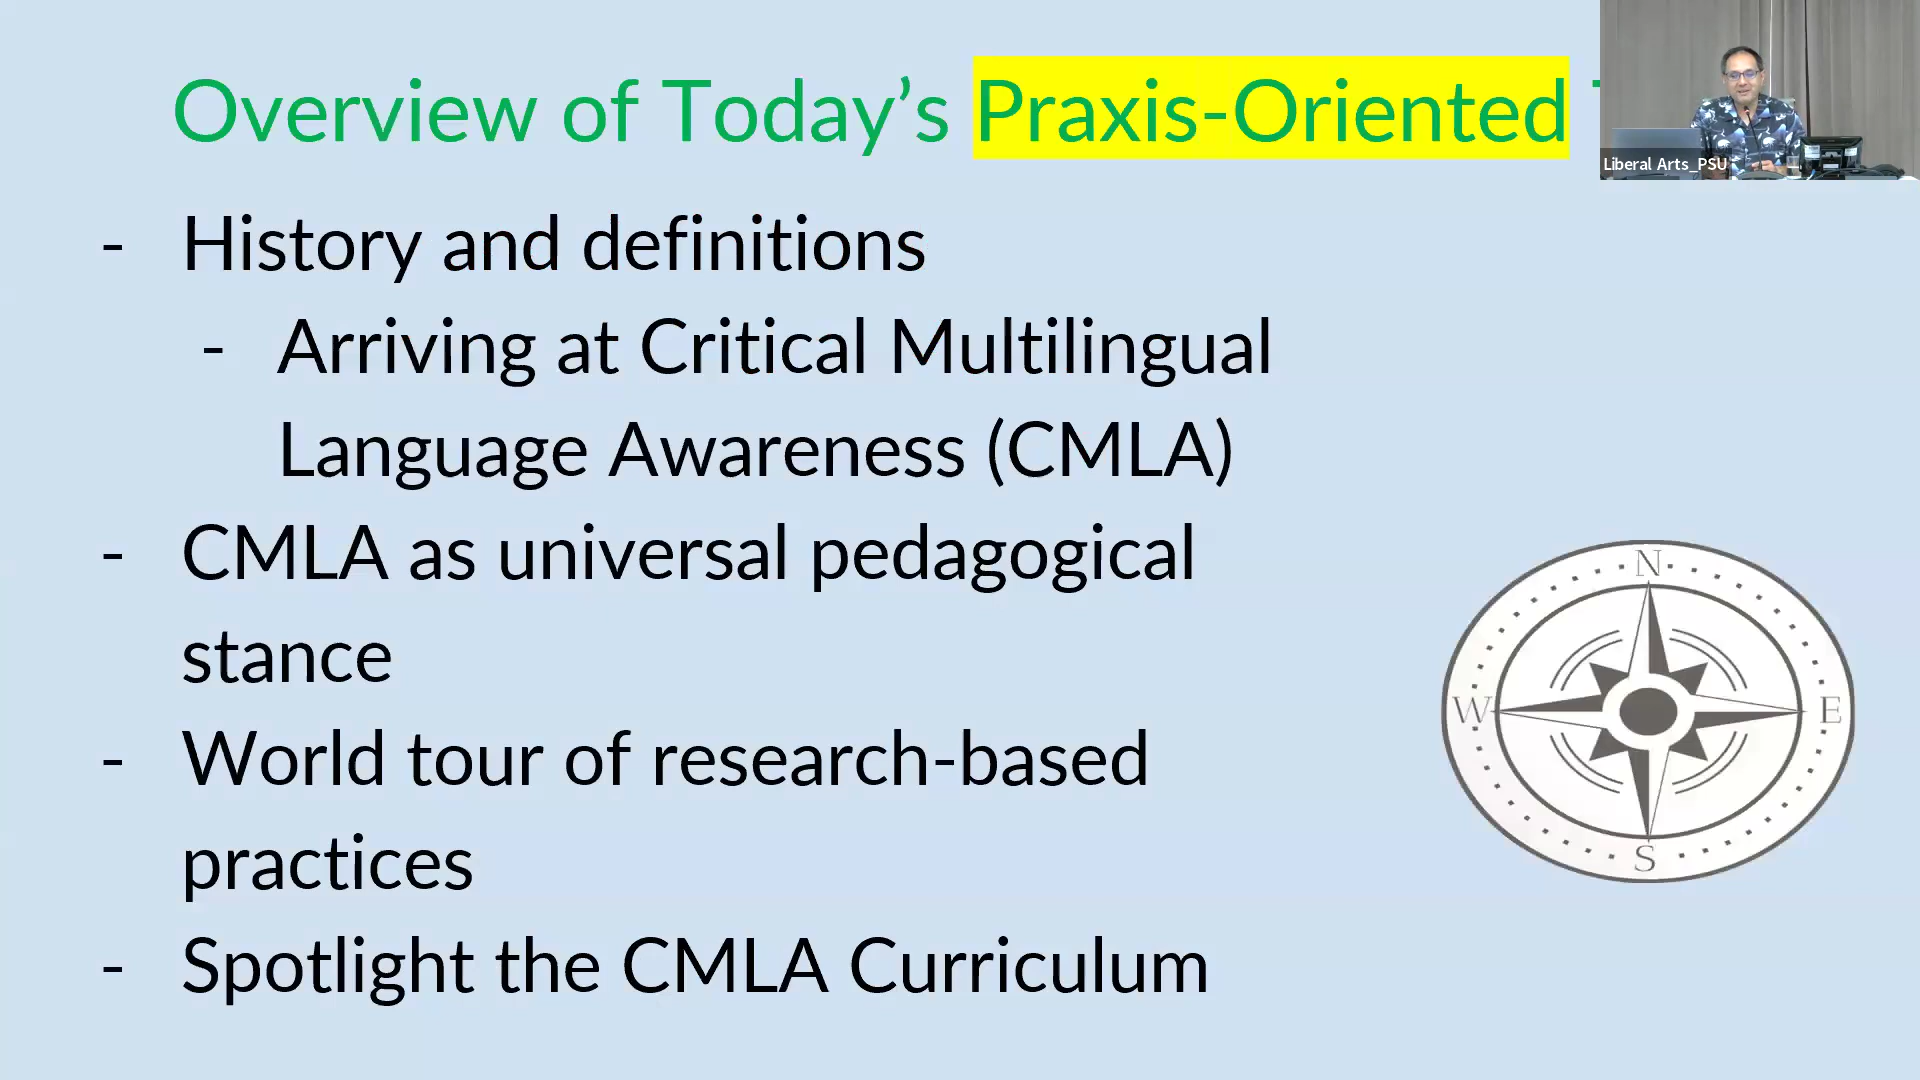 Overview of Today’s Praxis-Oriented
Liberal Arts_PSU
- History and definitions
- Arriving at Critical Multilingual
Language Awareness (CMLA)
- CMLA as universal pedagogical
stance
- World tour of research-based
practices
- Spotlight the CMLA Curriculum
N
W
E
S